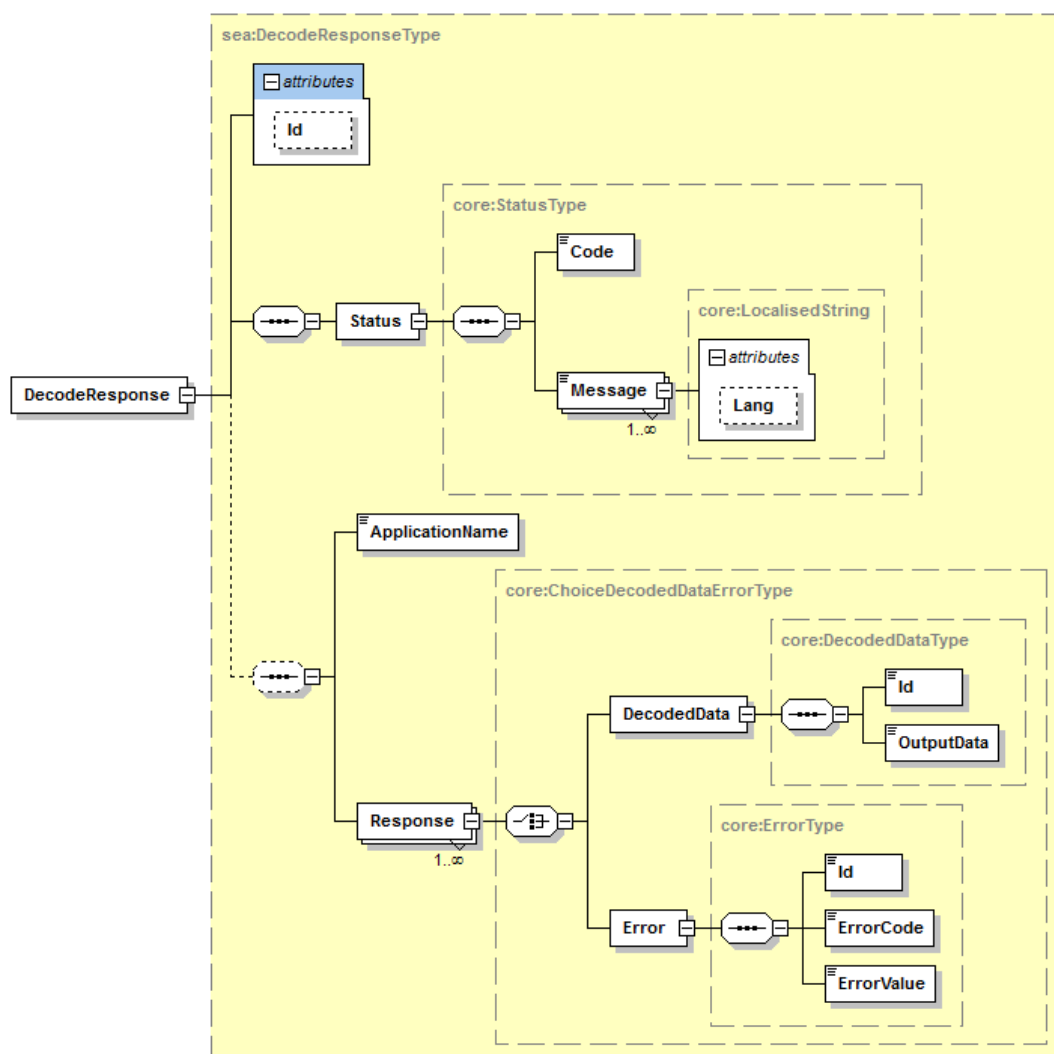 sea:DecodeResponseType
attributes
Id
core:StatusType
Code
core:LocalisedString
attributes
Status
Message
Lang
1..∞
DecodeResponse
ApplicationName
core:ChoiceDecodedDataErrorType
core:DecodedDataType
Id
DecodedData
OutputData
Response
1..∞
core:ErrorType
Id
Error
ErrorCode
ErrorValue